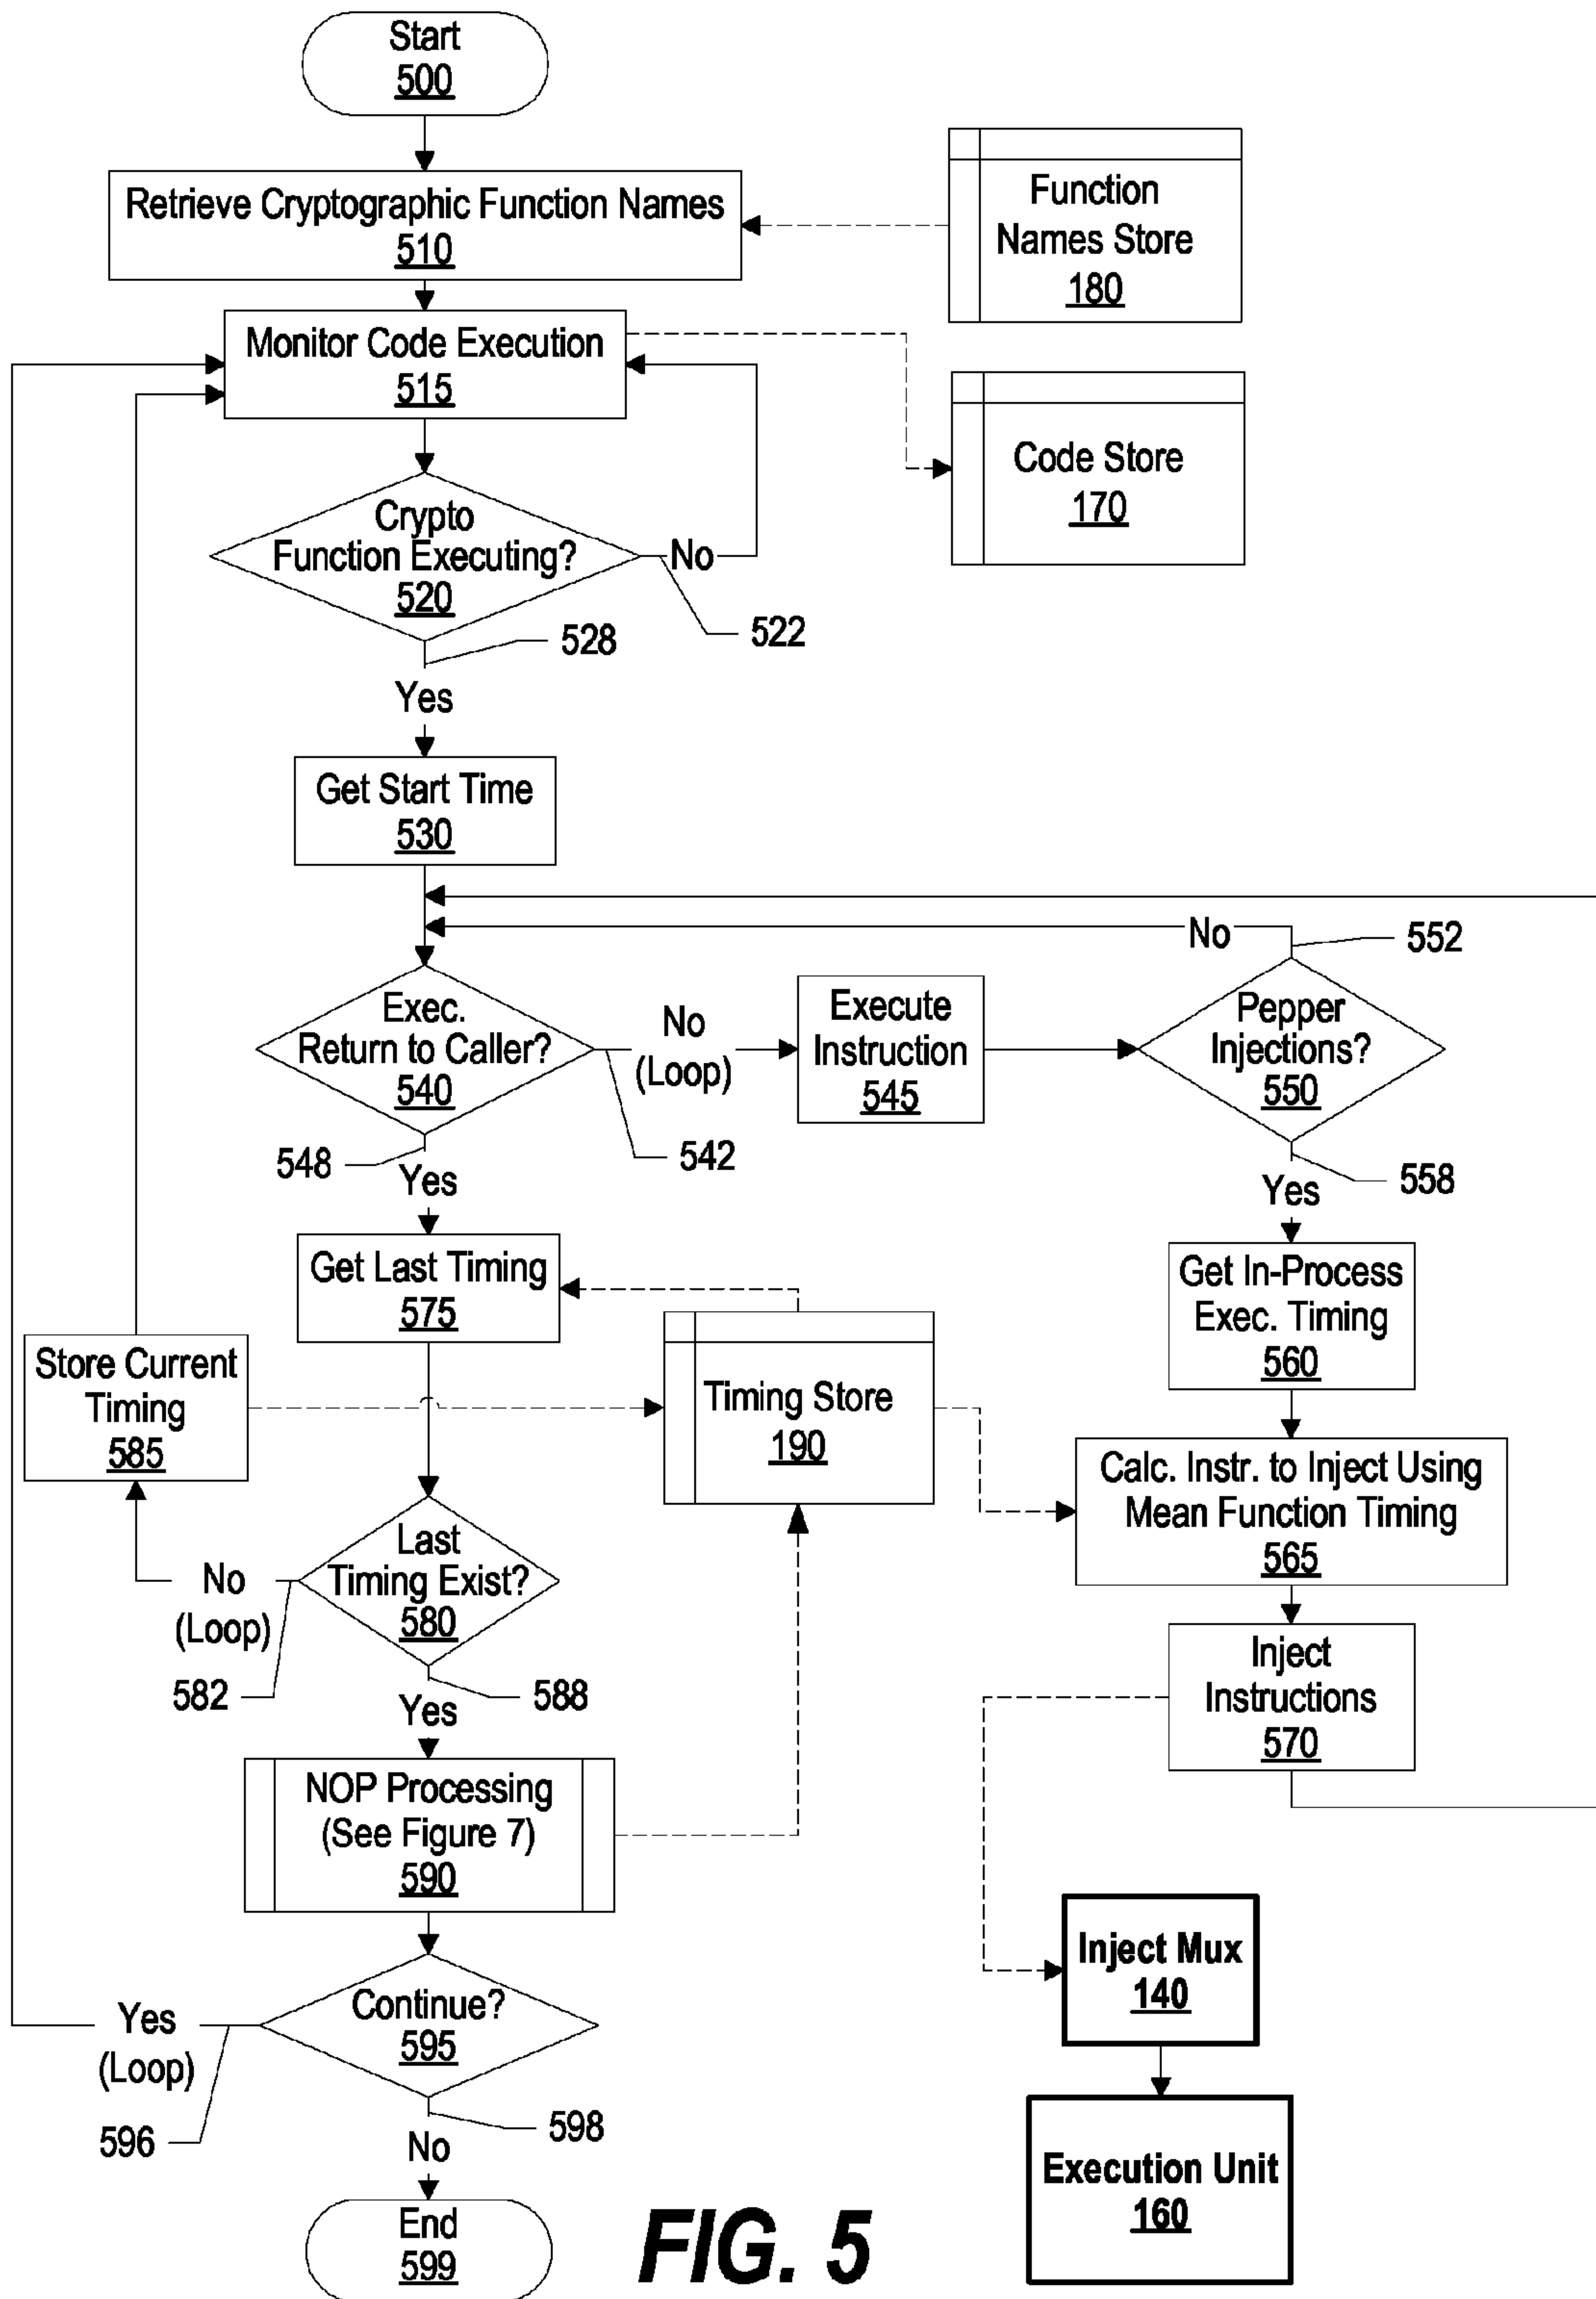 Start
500
Retrieve Cryptographic Function Names
510
Function
Names Store
180
Monitor Code Execution
515
Code Store
170
Crypto
Function Executing?
520
No
522
528
Yes
Get Start Time
530
No
552
Exec.
Return to Caller?
540
No
(Loop)
542
Execute
Instruction
545
Pepper
Injections?
550
548
Yes
558
Yes
Get Last Timing
575
Get In-Process
Exec. Timing
560
Store Current
Timing
585
Timing Store
190
Calc. Instr. to Inject Using
Mean Function Timing
565
Last
Timing Exist?
580
No
(Loop)
582
588
Yes
Inject
Instructions
570
NOP Processing
(See Figure 7)
590
Inject Mux
140
Continue?
595
Yes
(Loop)
596
598
No
Execution Unit
160
End
599
FIG. 5